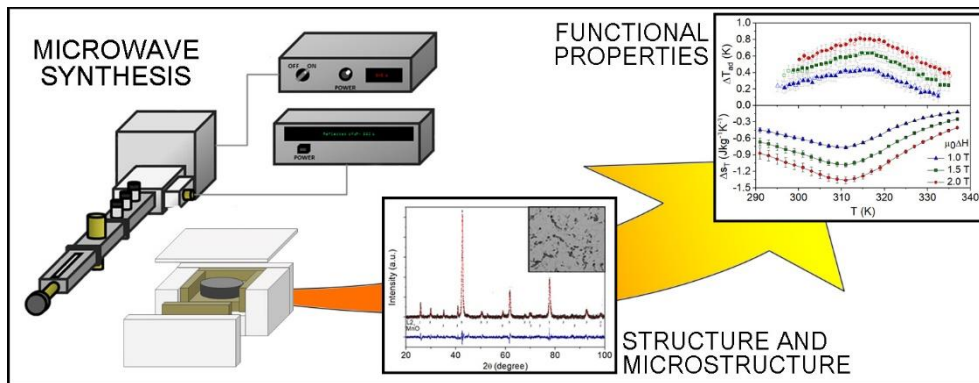 MICROWAVE
SYNTHESIS
OFF ON
POWER
POWER
FUNCTIONAL
PROPERTIES
ΔT_ad (K)
1.0
0.8
0.6
0.4
0.2
0.0
Δs_T (Jkg⁻¹K⁻¹)
-0.3
-0.6
-0.9
-1.2
-1.5
μ₀ΔH
1.0 T
1.5 T
2.0 T
290 300 310 320 330 340
T (K)
Intensity (a.u.)
L2₁
MnO
20 40 60 80 100
2θ (degree)
STRUCTURE AND
MICROSTRUCTURE